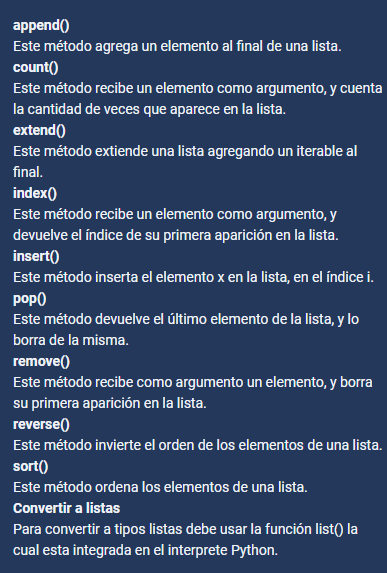 append()
Este método agrega un elemento al final de una lista.
count()
Este método recibe un elemento como argumento, y cuenta
la cantidad de veces que aparece en la lista.
extend()
Este método extiende una lista agregando un iterable al
final.
index()
Este método recibe un elemento como argumento, y
devuelve el índice de su primera aparición en la lista.
insert()
Este método inserta el elemento x en la lista, en el índice i.
pop()
Este método devuelve el último elemento de la lista, y lo
borra de la misma.
remove()
Este método recibe como argumento un elemento, y borra
su primera aparición en la lista.
reverse()
Este método invierte el orden de los elementos de una lista.
sort()
Este método ordena los elementos de una lista.
Convertir a listas
Para convertir a tipos listas debe usar la función list() la
cual esta integrada en el interprete Python.